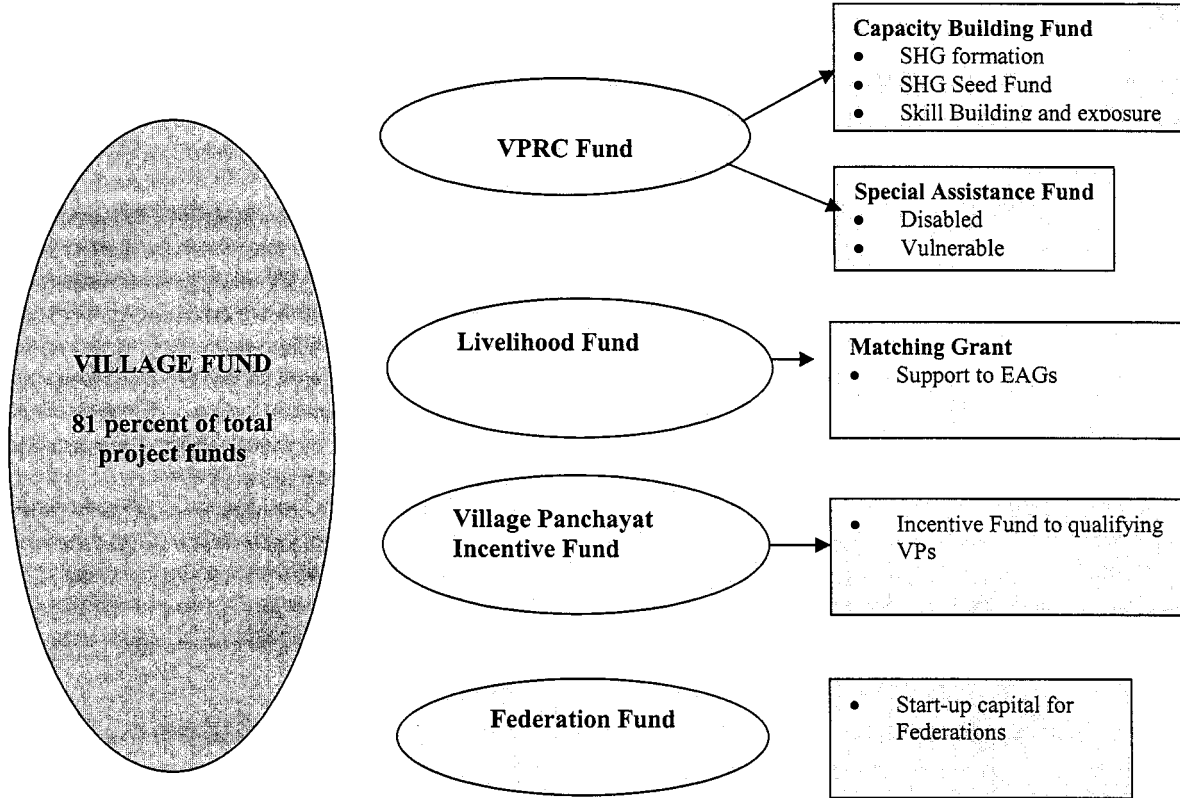 VILLAGE FUND
81 percent of total
project funds
VPRC Fund
Capacity Building Fund
• SHG formation
• SHG Seed Fund
• Skill Building and exposure
Special Assistance Fund
• Disabled
• Vulnerable
Livelihood Fund
Matching Grant
• Support to EAGs
Village Panchayat
Incentive Fund
• Incentive Fund to qualifying
VPs
Federation Fund
• Start-up capital for
Federations